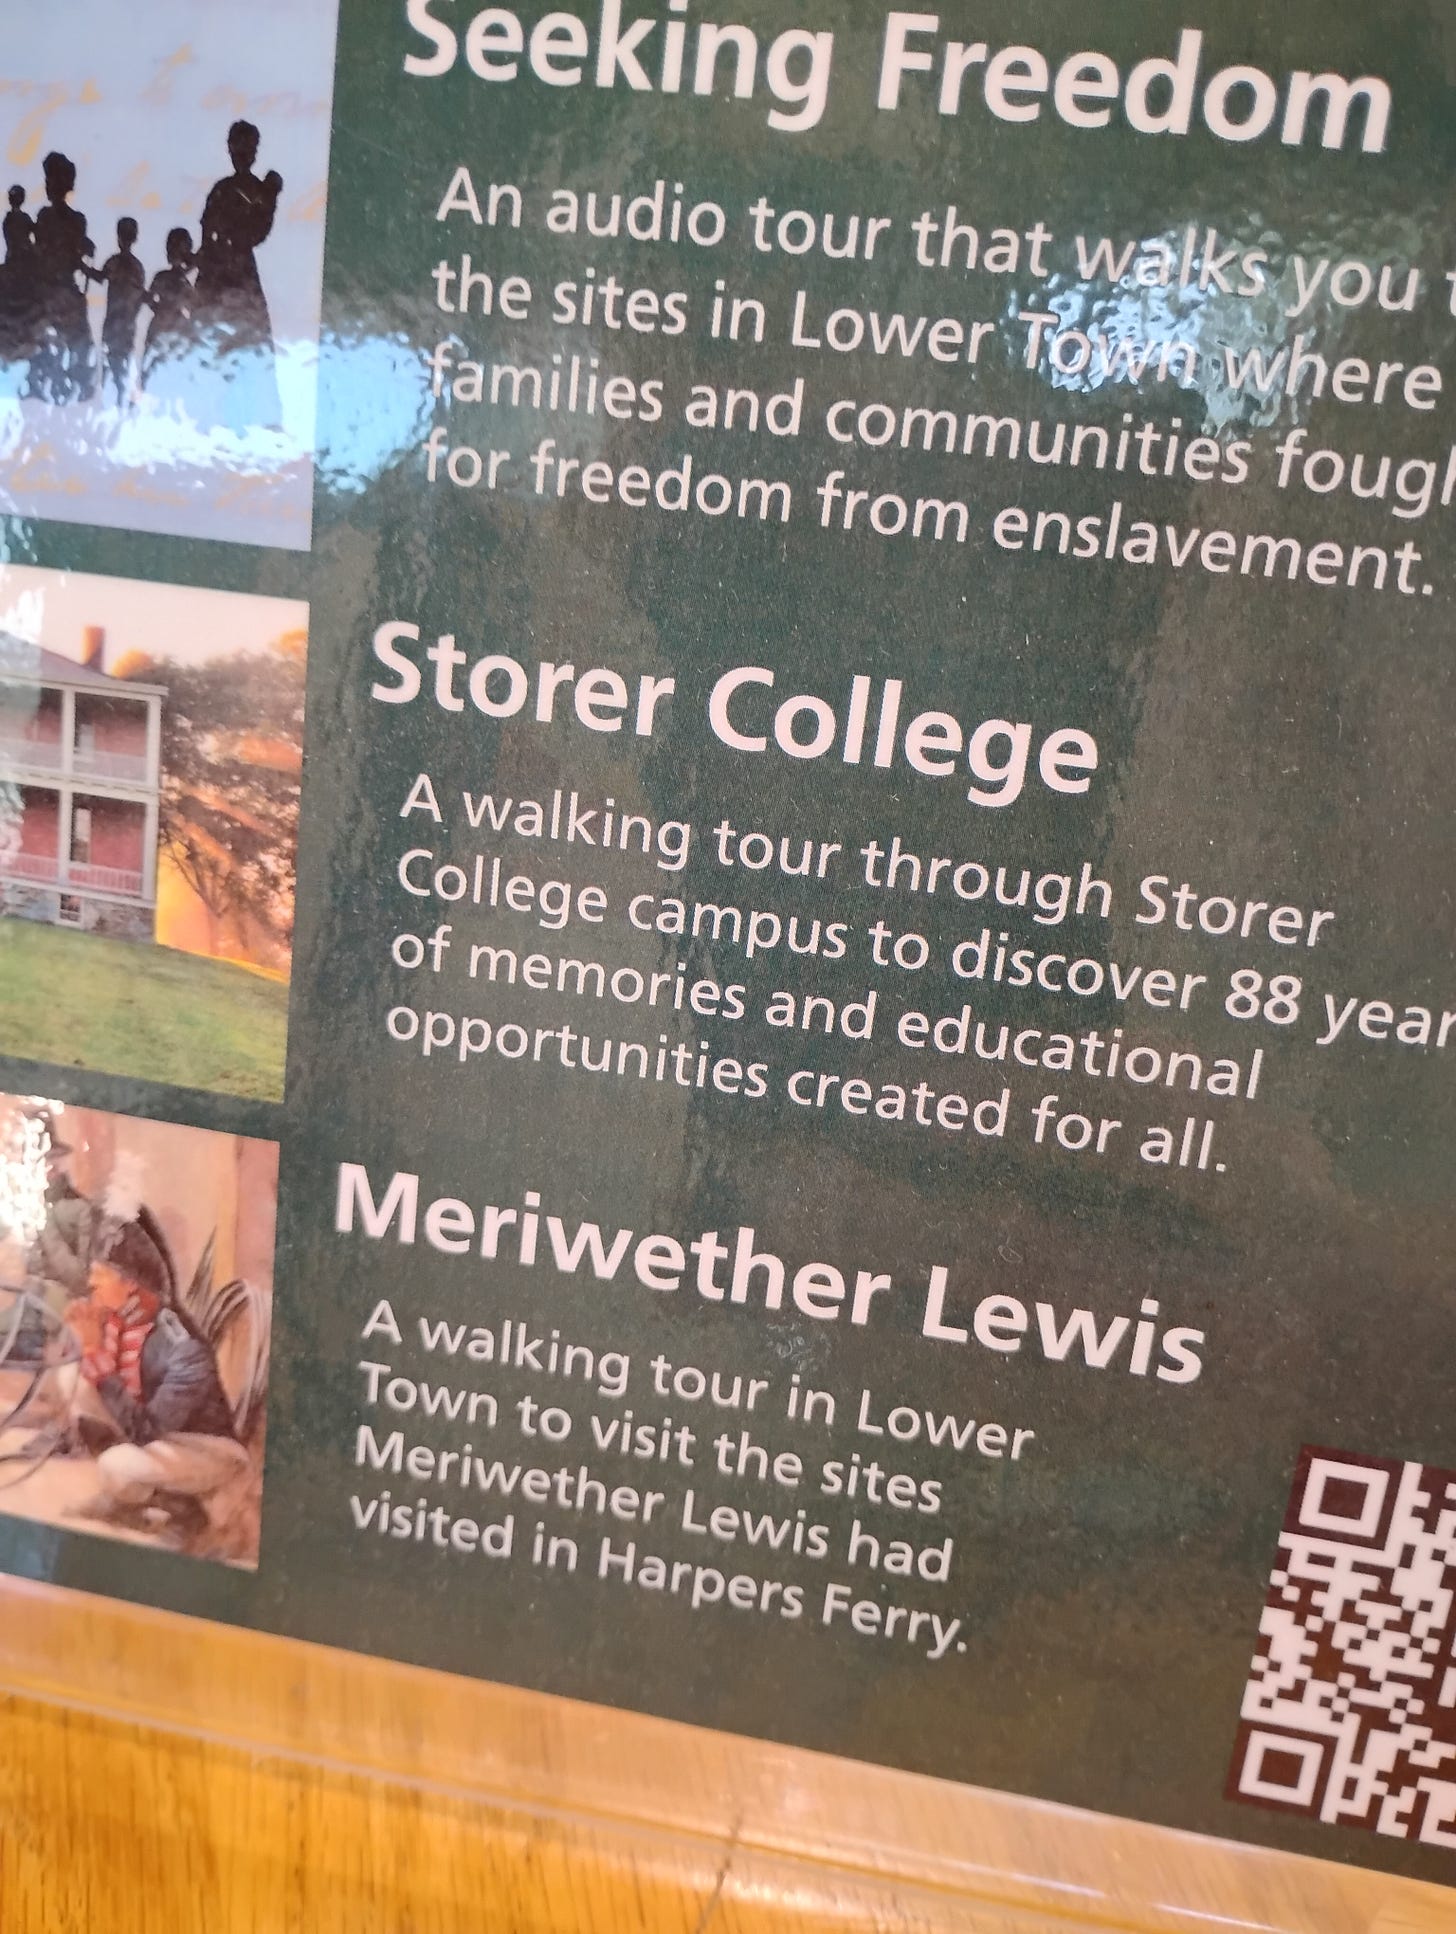 Seeking Freedom
An audio tour that walks you
the sites in Lower Town where
families and communities
for freedom from enslavement.
Storer College
A walking tour through Storer
College campus to discover 88
of memories and educational
opportunities created for all.
Meriwether Lewis
A walking tour in Lower
Town to visit the sites
Meriwether Lewis had
visited in Harpers Ferry.